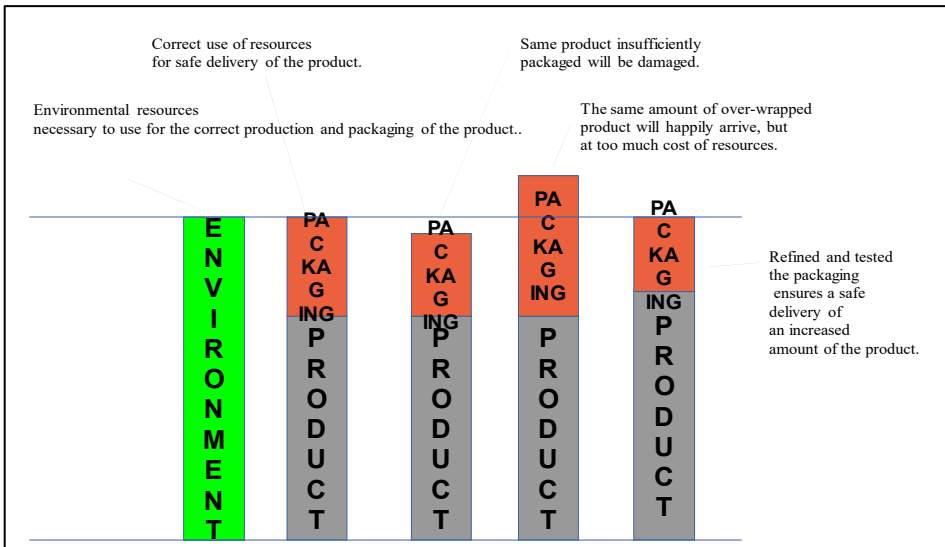 Correct use of resources
for safe delivery of the product.
Same product insufficiently
packaged will be damaged.
Environmental resources
necessary to use for the correct production and packaging of the product..
The same amount of over-wrapped
product will happily arrive, but
at too much cost of resources.
Refined and tested
the packaging
ensures a safe
delivery of
an increased
amount of the product.
E
N
V
I
R
O
N
M
E
N
T
PA
C
KA
G
ING
P
R
O
D
U
C
T
PA
C
KA
G
ING
P
R
O
D
U
C
T
PA
C
KA
G
ING
P
R
O
D
U
C
T
PA
C
KA
G
ING
P
R
O
D
U
C
T